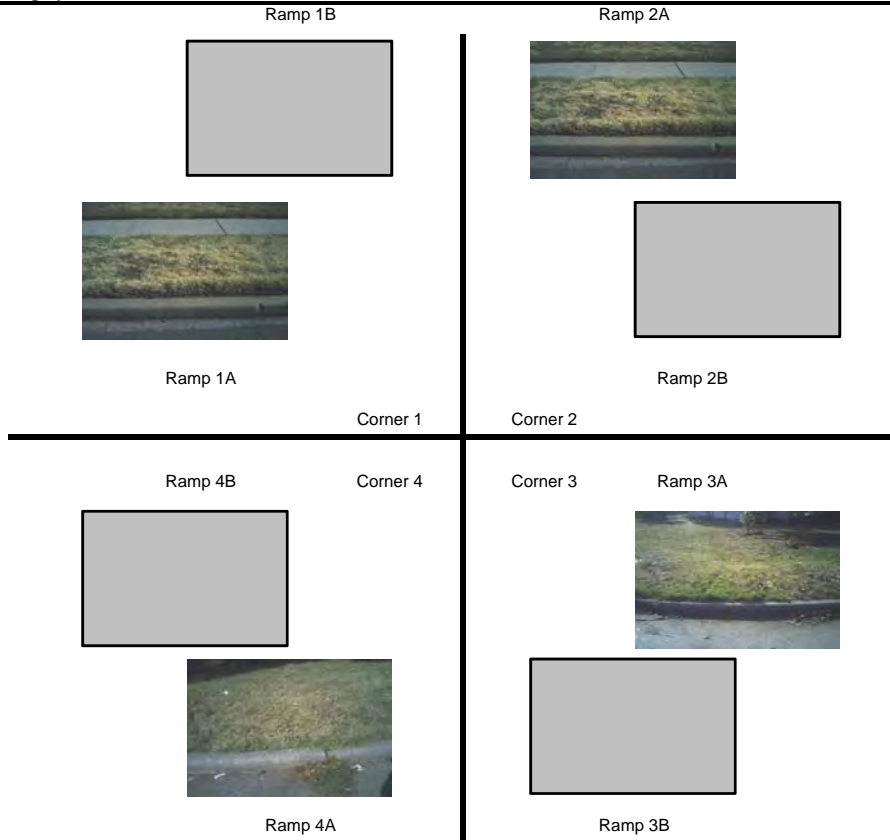 Ramp 1B
Ramp 2A
Ramp 1A
Ramp 2B
Corner 1
Corner 2
Ramp 4B
Corner 4
Corner 3
Ramp 3A
Ramp 4A
Ramp 3B